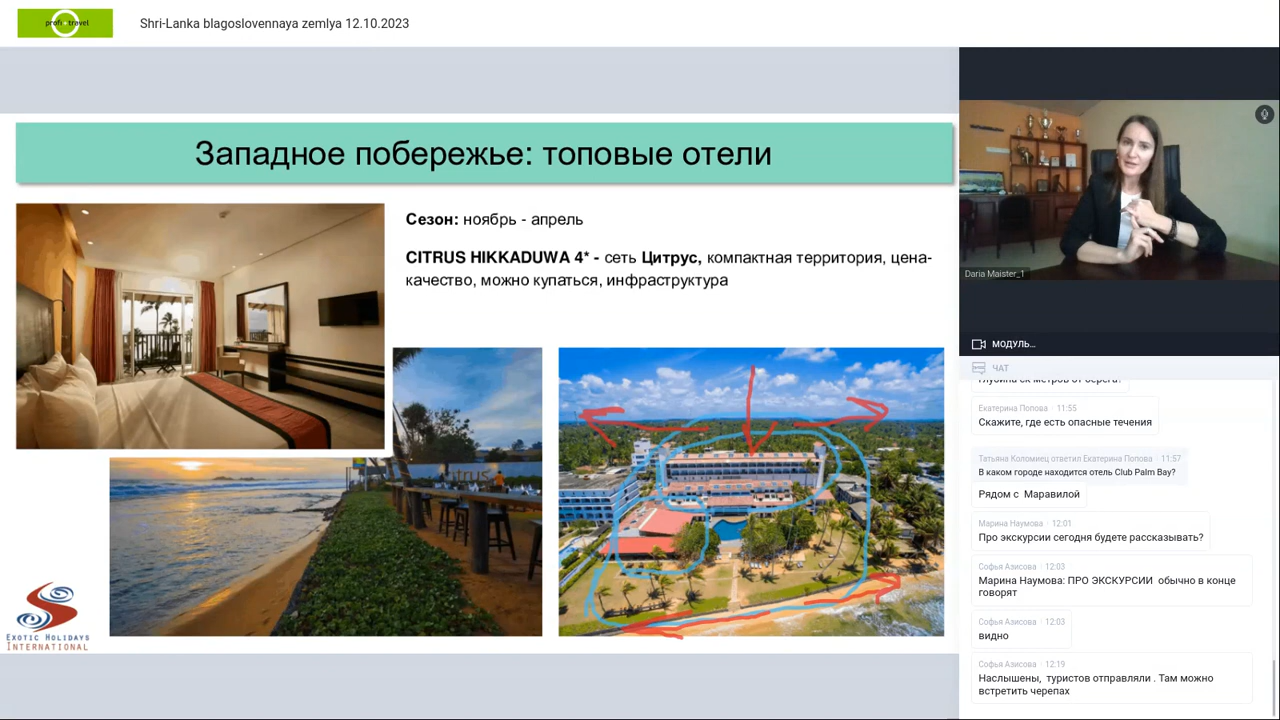 profi travel
Shri-Lanka blagoslovennaya zemlya 12.10.2023
Западное побережье: топовые отели
Сезон: ноябрь - апрель
CITRUS HIKKADUWA 4* - сеть Цитрус, компактная территория, цена-
качество, можно купаться, инфраструктура
EXOTIC HOLIDAYS
INTERNATIONAL
Daria Maister_1
МОДУЛЬ...
ЧАТ
Екатерина Попова · 11:55
Скажите, где есть опасные течения
Татьяна Коломиец ответил Екатерина Попова · 11:57
В каком городе находится отель Club Palm Bay?
Рядом с Маравилой
Марина Наумова · 12:01
Про экскурсии сегодня будете рассказывать?
Софья Азисова · 12:03
Марина Наумова: ПРО ЭКСКУРСИИ обычно в конце
говорят
Софья Азисова · 12:03
видно
Софья Азисова · 12:19
Наслышены, туристов отправляли . Там можно
встретить черепах